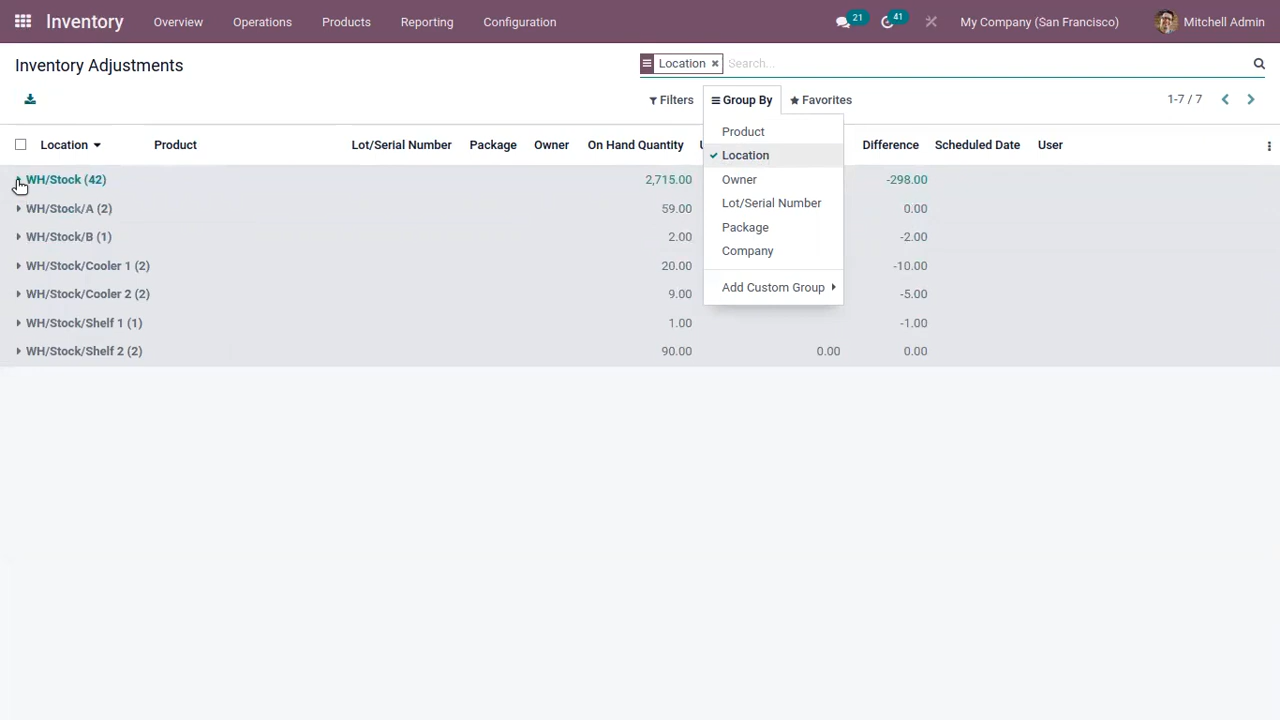 Inventory Overview Operations Products Reporting Configuration 21 41 My Company (San Francisco) Mitchell Admin
Inventory Adjustments Location × Search...
Filters Group By Favorites 1-7 / 7
Location Product Lot/Serial Number Package Owner On Hand Quantity Difference Scheduled Date User
WH/Stock (42) 2,715.00 -298.00
WH/Stock/A (2) 59.00 0.00
WH/Stock/B (1) 2.00 -2.00
WH/Stock/Cooler 1 (2) 20.00 -10.00
WH/Stock/Cooler 2 (2) 9.00 -5.00
WH/Stock/Shelf 1 (1) 1.00 -1.00
WH/Stock/Shelf 2 (2) 90.00 0.00 0.00
Product
Location
Owner
Lot/Serial Number
Package
Company
Add Custom Group